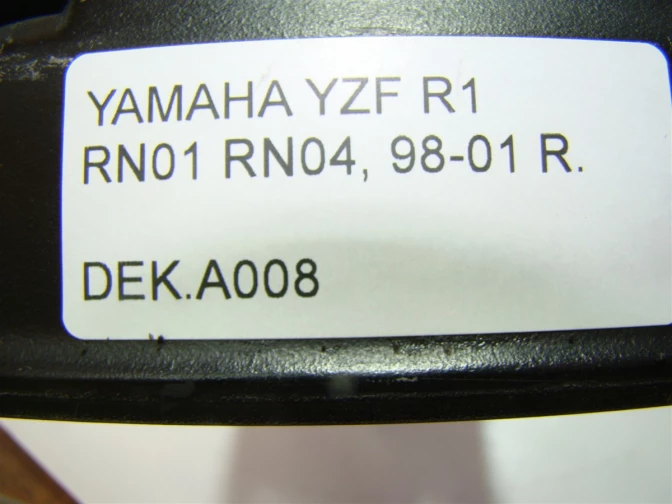 YAMAHA YZF R1
RN01 RN04, 98-01 R.
DEK.A008